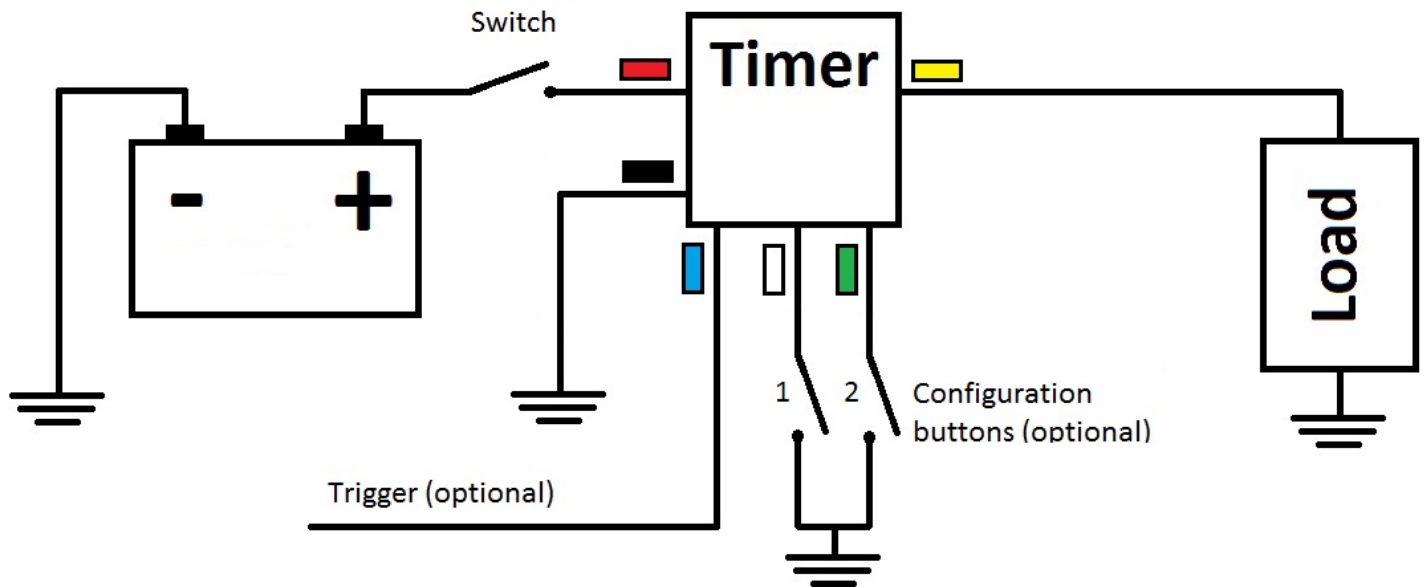 Switch
Timer
- +
Load
1 2 Configuration
buttons (optional)
Trigger (optional)